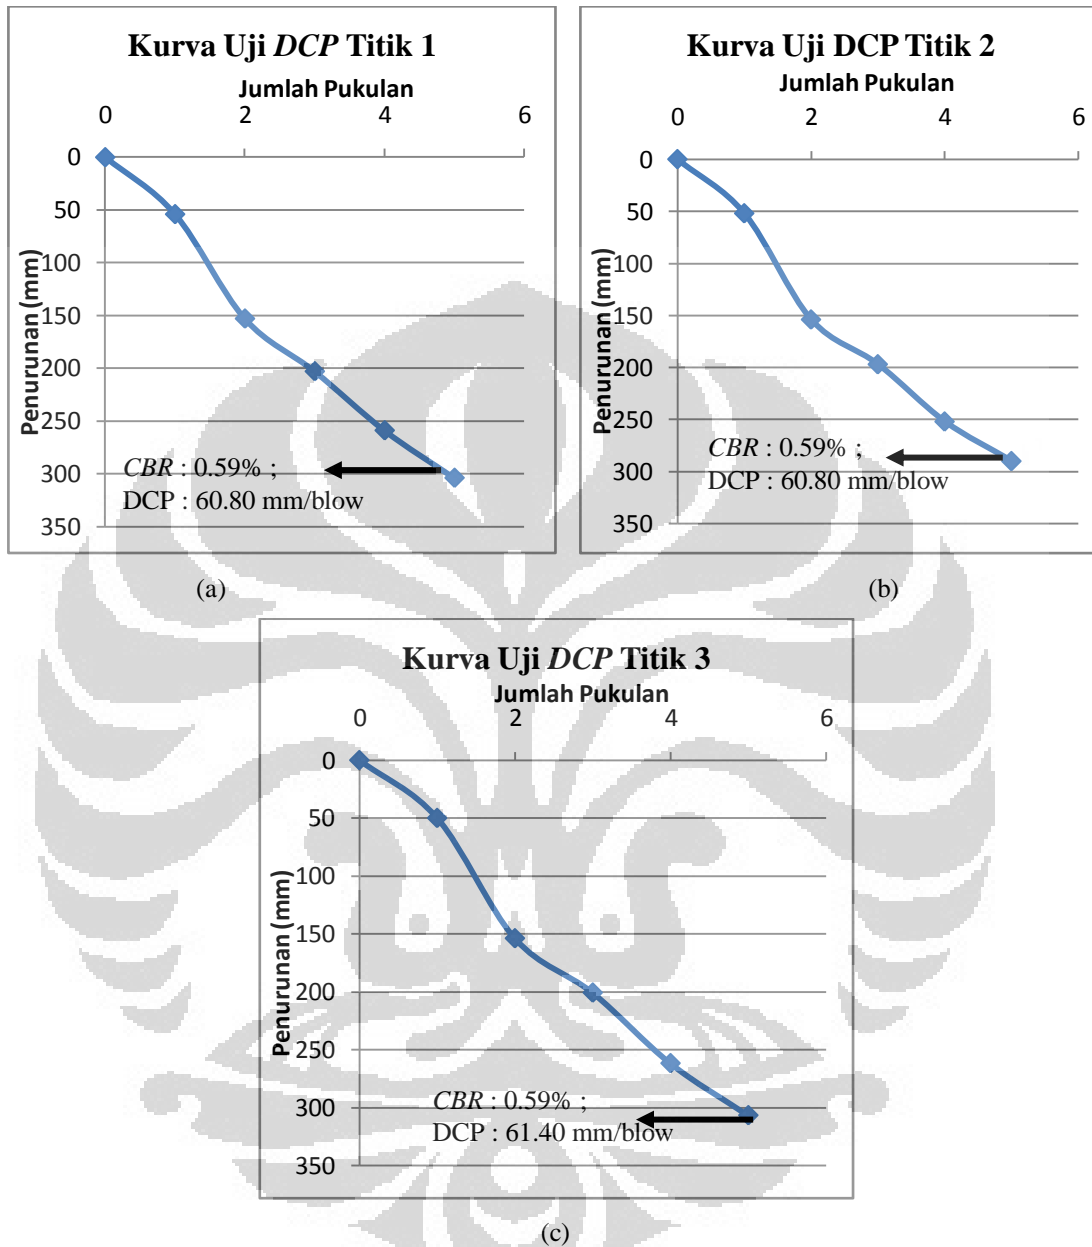 Kurva Uji DCP Titik 1
Jumlah Pukulan
0 2 4 6
0
50
100
150
200
250
300
350
Penurunan (mm)
CBR : 0.59% ;
DCP : 60.80 mm/blow
(a)
Kurva Uji DCP Titik 2
Jumlah Pukulan
0 2 4 6
0
50
100
150
200
250
300
350
Penurunan (mm)
CBR : 0.59% ;
DCP : 60.80 mm/blow
(b)
Kurva Uji DCP Titik 3
Jumlah Pukulan
0 2 4 6
0
50
100
150
200
250
300
350
Penurunan (mm)
CBR : 0.59% ;
DCP : 61.40 mm/blow
(c)